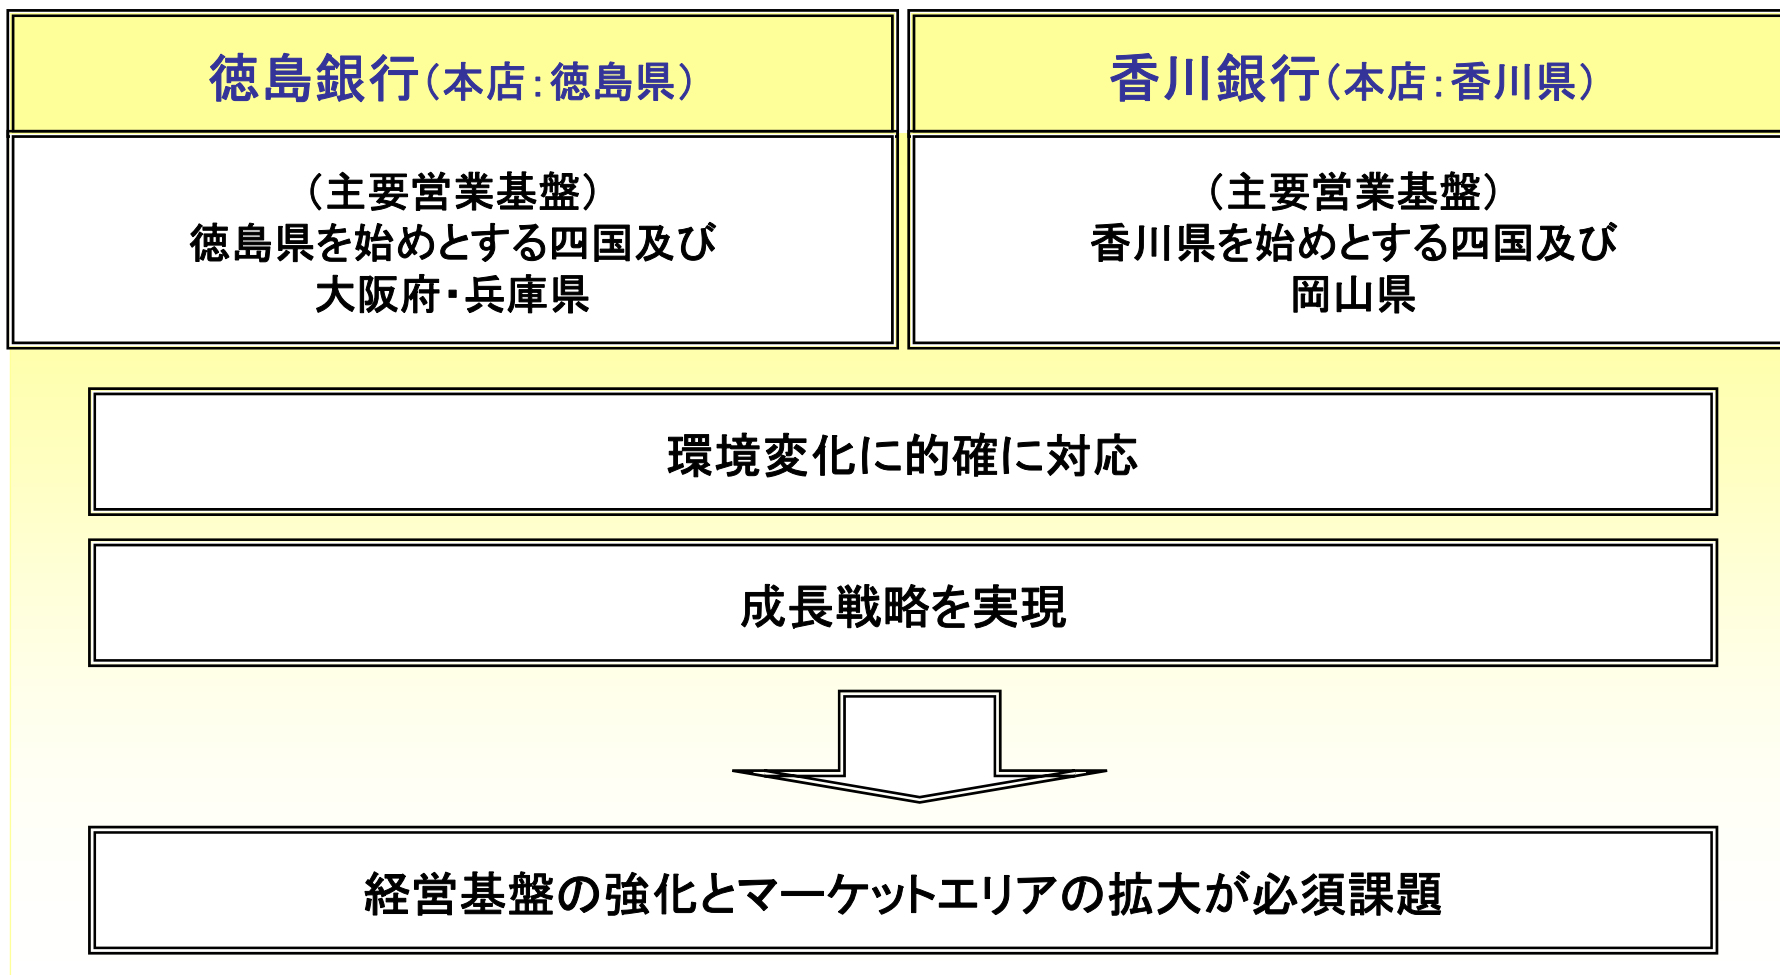 徳島銀行(本店:徳島県)
香川銀行(本店:香川県)
(主要営業基盤)
徳島県を始めとする四国及び
大阪府・兵庫県
(主要営業基盤)
香川県を始めとする四国及び
岡山県
環境変化に的確に対応
成長戦略を実現
経営基盤の強化とマーケットエリアの拡大が必須課題